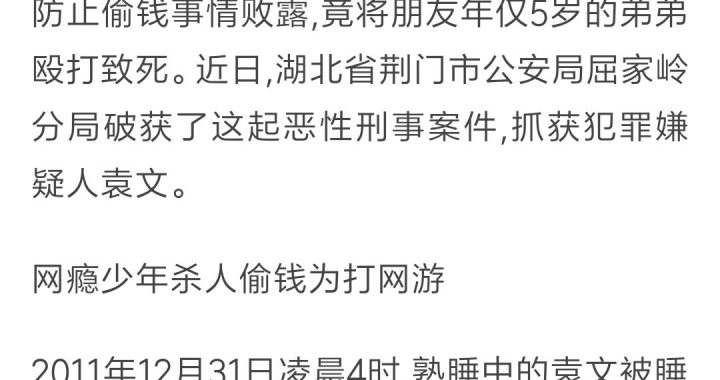 防止偷钱事情败露,竟将朋友年仅5岁的弟弟
殴打致死。近日,湖北省荆门市公安局屈家岭
分局破获了这起恶性刑事案件,抓获犯罪嫌
疑人袁文。
网瘾少年杀人偷钱为打网游
2011年12月31日凌晨4时,熟睡中的袁文被睡